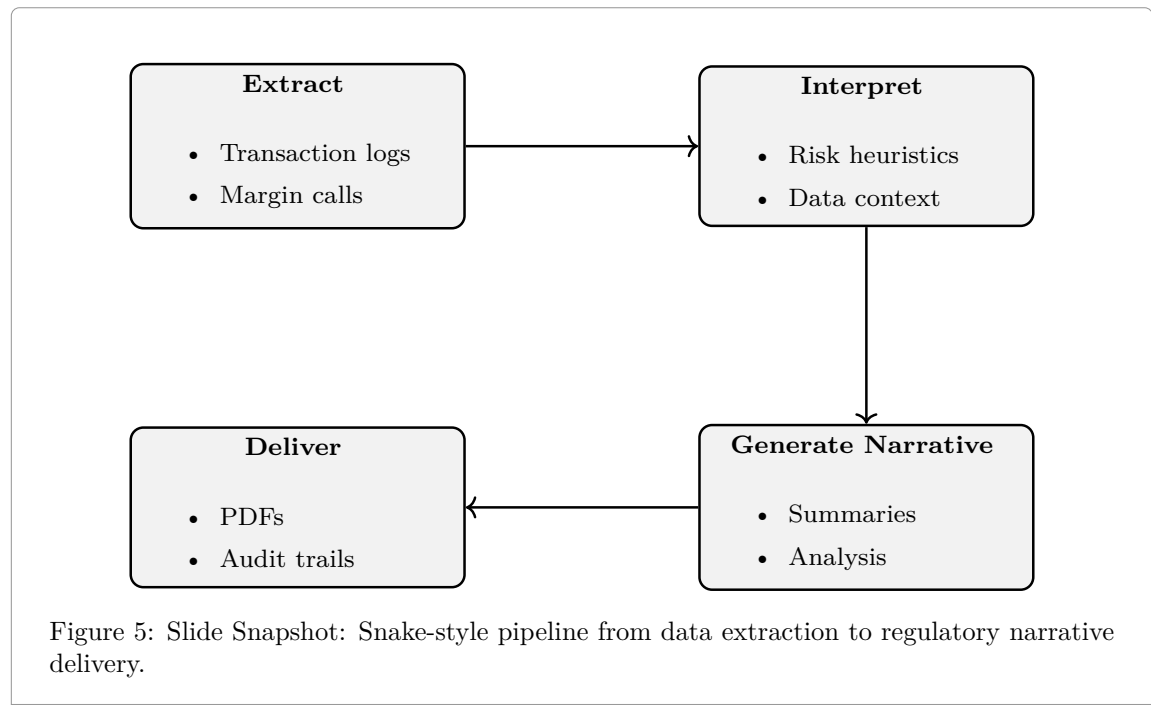 Extract
• Transaction logs
• Margin calls
Interpret
• Risk heuristics
• Data context
Generate Narrative
• Summaries
• Analysis
Deliver
• PDFs
• Audit trails
Figure 5: Slide Snapshot: Snake-style pipeline from data extraction to regulatory narrative
delivery.